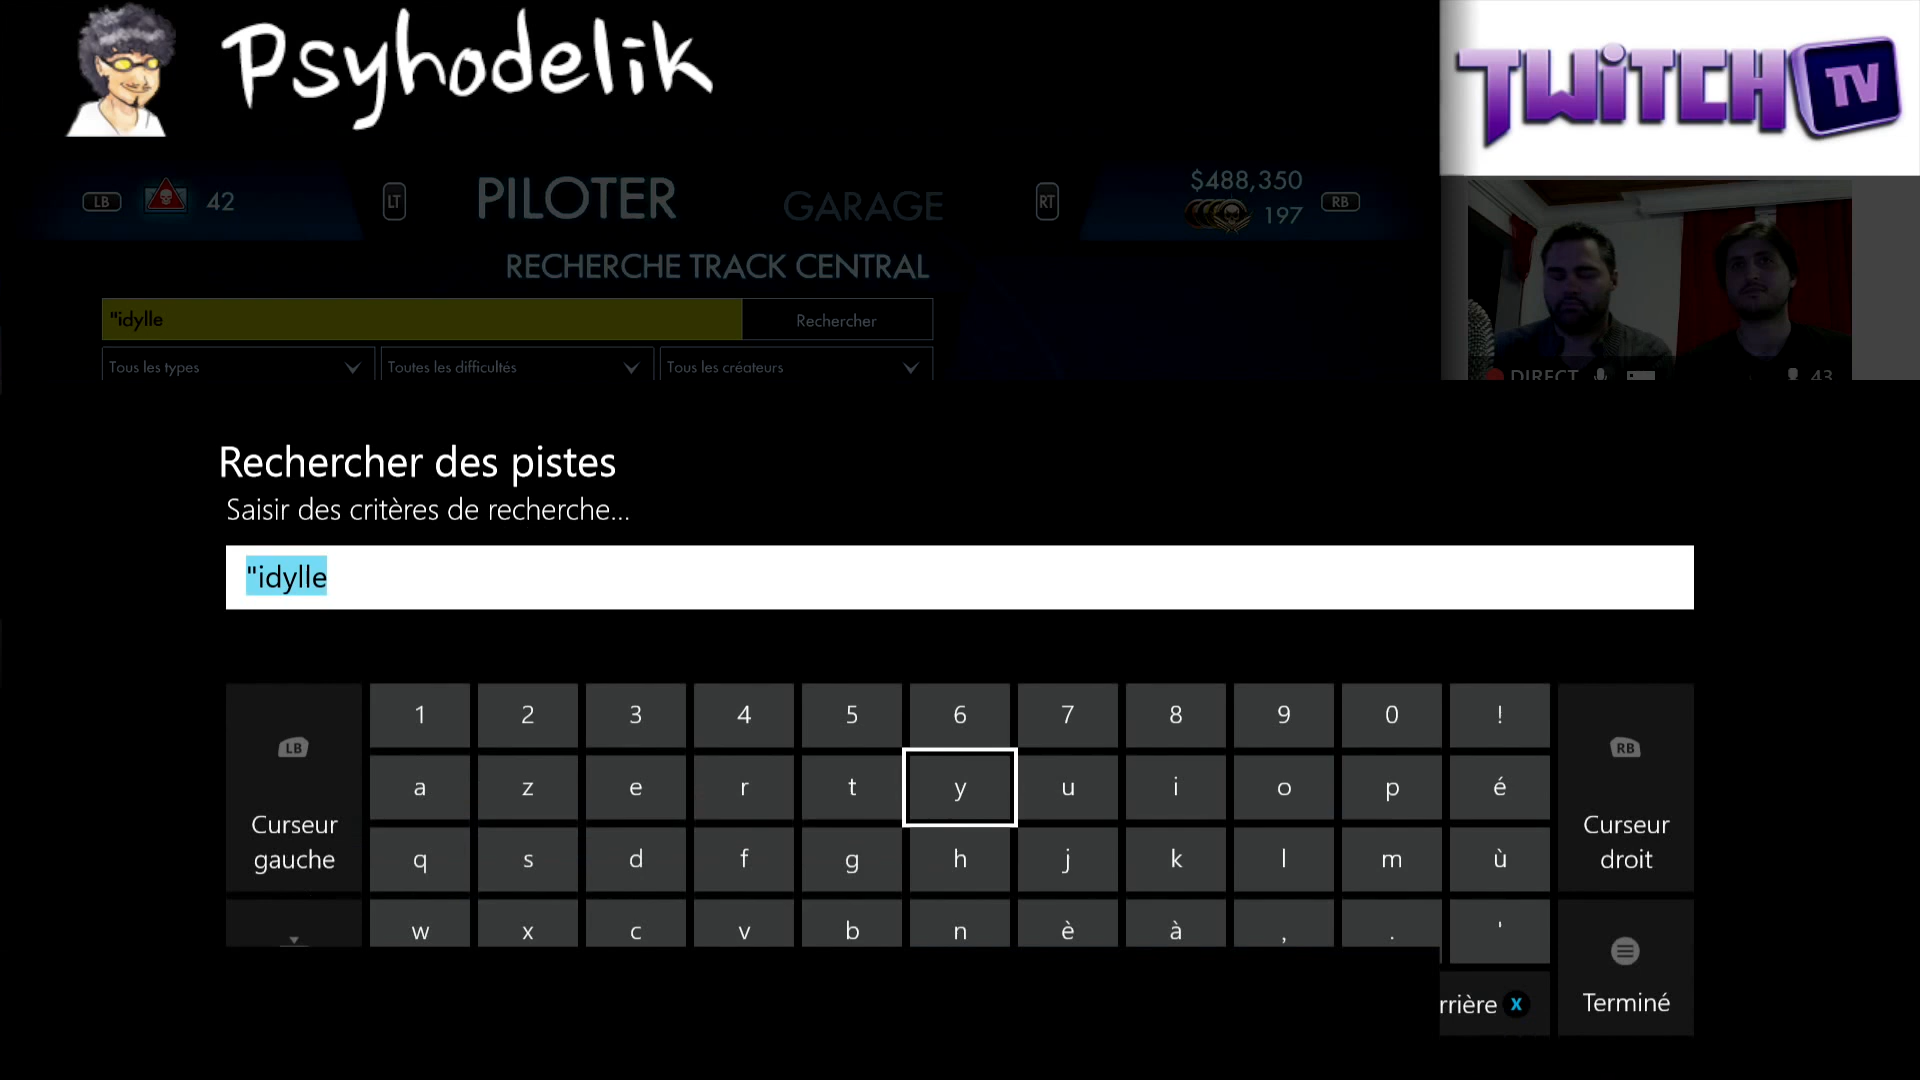 Psyhodelik
TWiTCH TV
LB 42 LT PILOTER GARAGE RT $488,350
197 RB
RECHERCHE TRACK CENTRAL
"idylle Rechercher
Tous les types Toutes les difficultés Tous les créateurs
DIRECT 43
Rechercher des pistes
Saisir des critères de recherche...
"idylle
1 2 3 4 5 6 7 8 9 0 !
LB RB
a z e r t y u i o p é
Curseur gauche
Curseur droit
q s d f g h j k l m ù
w x c v b n è à , . '
rrière X Terminé